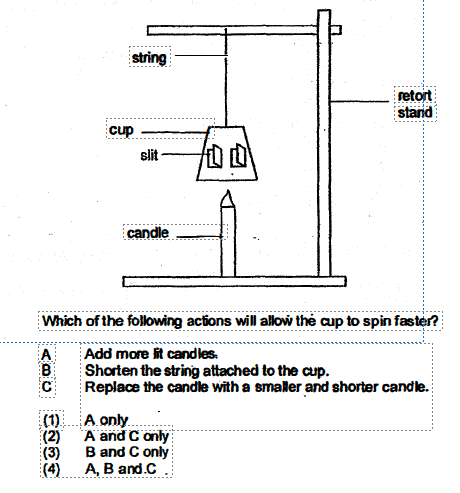 string
retort
stand
cup
slit
candle
Which of the following actions will allow the cup to spin faster?
A Add more lit candles.
B Shorten the string attached to the cup.
C Replace the candle with a smaller and shorter candle.
(1) A only
(2) A and C only
(3) B and C only
(4) A, B and C